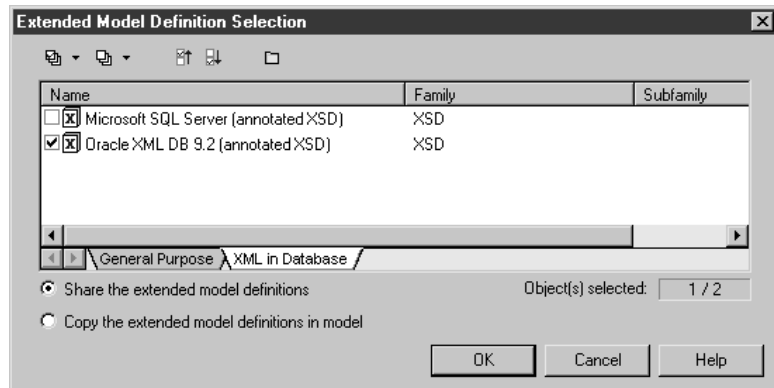 Extended Model Definition Selection
Name Family Subfamily
Microsoft SQL Server (annotated XSD) XSD
Oracle XML DB 9.2 (annotated XSD) XSD
General Purpose XML in Database
Share the extended model definitions Object(s) selected: 1 / 2
Copy the extended model definitions in model
OK Cancel Help